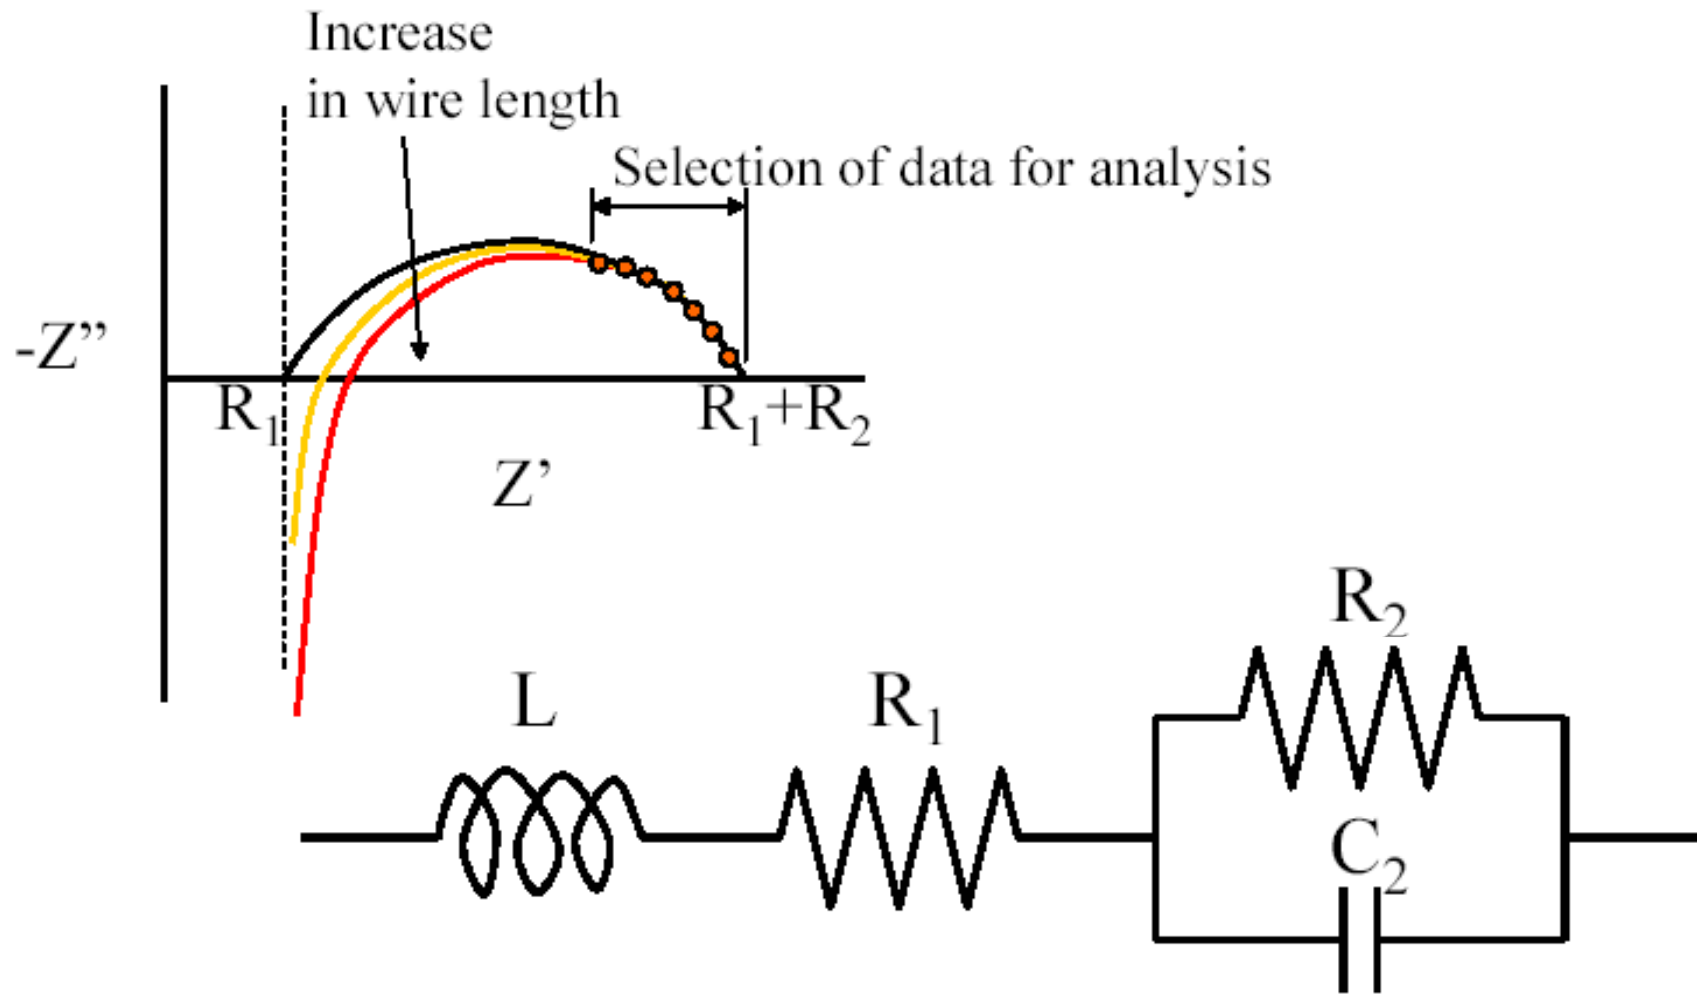 Increase
in wire length
Selection of data for analysis
-Z”
R₁
R₁+R₂
Z’
R₂
L
R₁
C₂